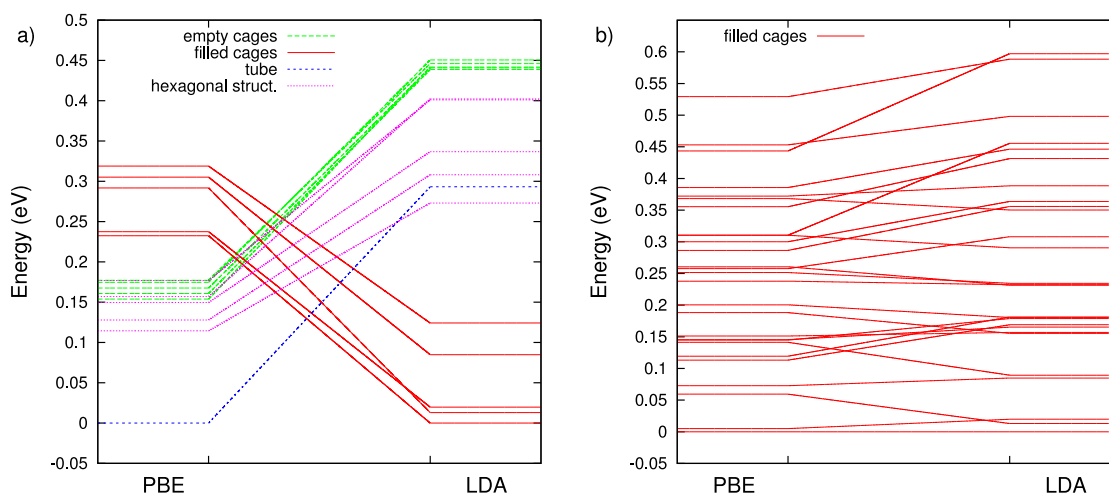 a)
Energy (eV)
0.5
0.45
0.4
0.35
0.3
0.25
0.2
0.15
0.1
0.05
0
-0.05
empty cages
filled cages
tube
hexagonal struct.
PBE
LDA
b)
Energy (eV)
0.6
0.55
0.5
0.45
0.4
0.35
0.3
0.25
0.2
0.15
0.1
0.05
0
-0.05
filled cages
PBE
LDA